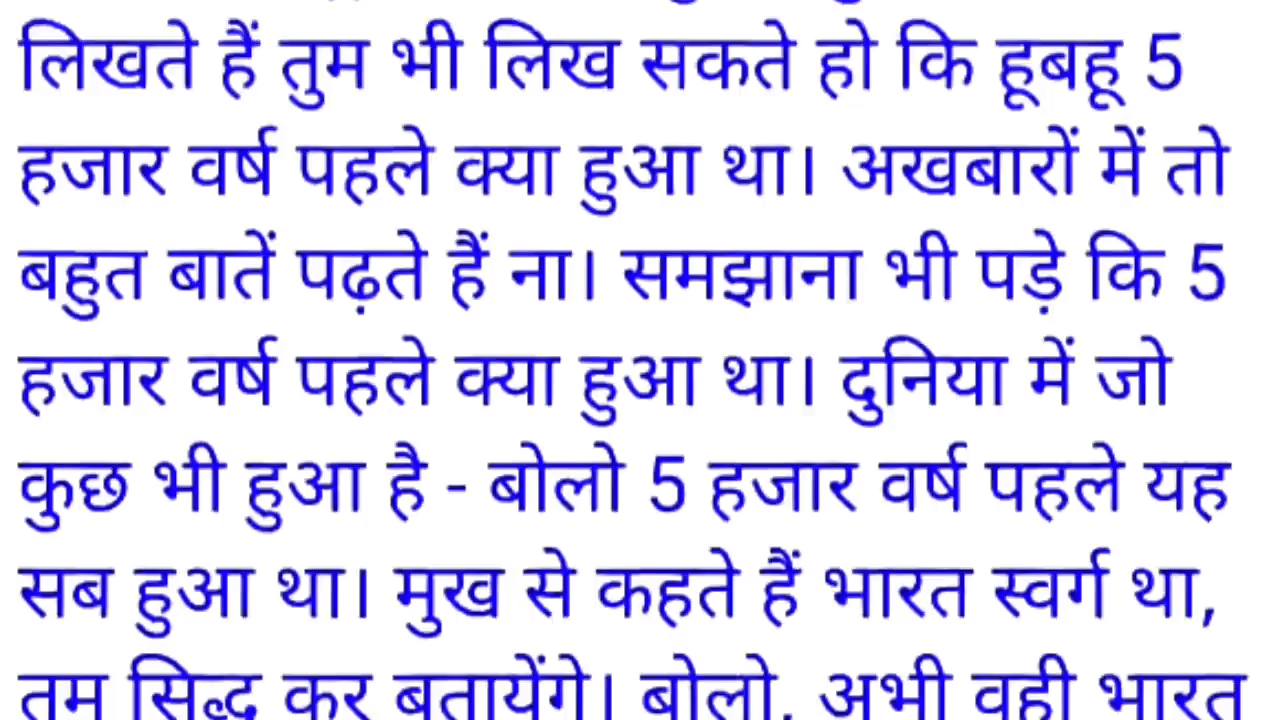 लिखते हैं तुम भी लिख सकते हो कि हूबहू 5
हजार वर्ष पहले क्या हुआ था। अखबारों में तो
बहुत बातें पढ़ते हैं ना। समझाना भी पड़े कि 5
हजार वर्ष पहले क्या हुआ था। दुनिया में जो
कुछ भी हुआ है - बोलो 5 हजार वर्ष पहले यह
सब हुआ था। मुख से कहते हैं भारत स्वर्ग था,
तुम सिद्ध कर बतायेंगे। बोलो, अभी वही भारत